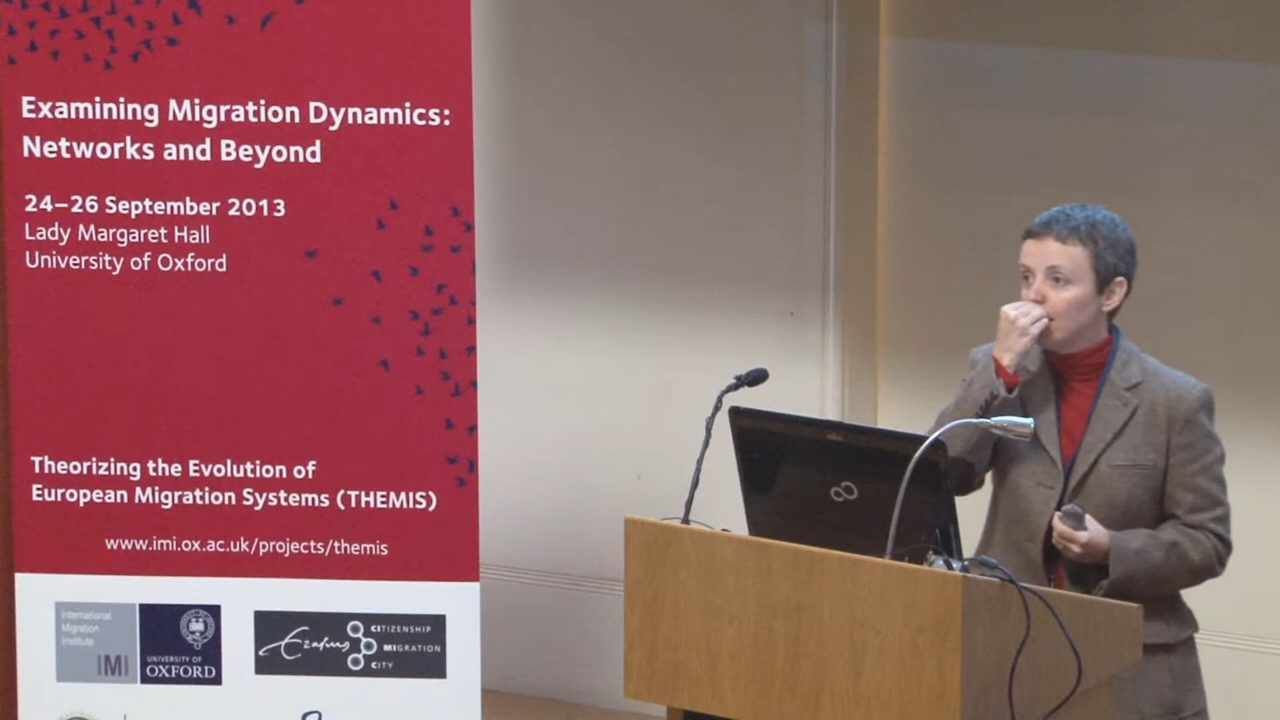 Examining Migration Dynamics:
Networks and Beyond
24–26 September 2013
Lady Margaret Hall
University of Oxford
Theorizing the Evolution of
European Migration Systems (THEMIS)
www.imi.ox.ac.uk/projects/themis
International
Migration
Institute
IMI
UNIVERSITY OF
OXFORD
Erasmus
CITIZENSHIP
MIGRATION
CITY